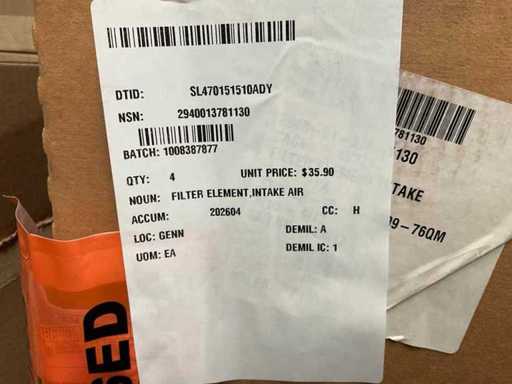 DTID: SL470151510ADY
NSN: 2940013781130
BATCH: 1008387877
QTY: 4 UNIT PRICE: $35.90
NOUN: FILTER ELEMENT,INTAKE AIR
ACCUM: 202604 CC: H
LOC: GENN DEMIL: A
UOM: EA DEMIL IC: 1
781130
130
TAKE
9-76QM
SED